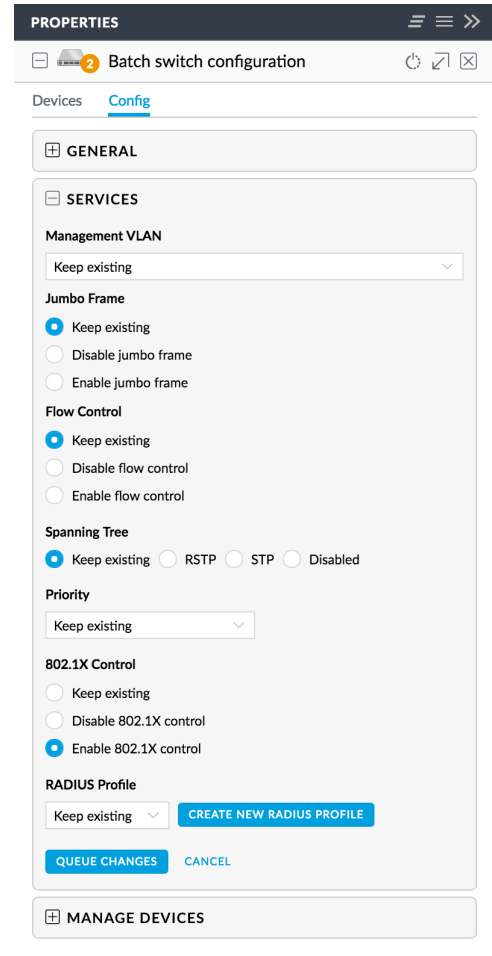 PROPERTIES
2 Batch switch configuration
Devices Config
GENERAL
SERVICES
Management VLAN
Keep existing
Jumbo Frame
Keep existing
Disable jumbo frame
Enable jumbo frame
Flow Control
Keep existing
Disable flow control
Enable flow control
Spanning Tree
Keep existing RSTP STP Disabled
Priority
Keep existing
802.1X Control
Keep existing
Disable 802.1X control
Enable 802.1X control
RADIUS Profile
Keep existing CREATE NEW RADIUS PROFILE
QUEUE CHANGES CANCEL
MANAGE DEVICES